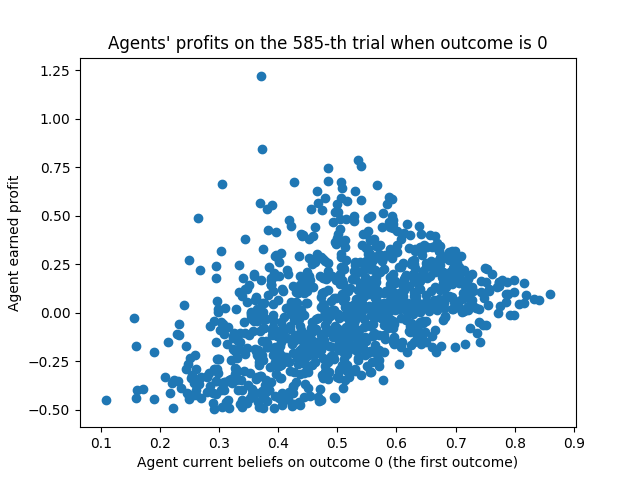 Agents' profits on the 585-th trial when outcome is 0
1.25
1.00
0.75
0.50
0.25
0.00
−0.25
−0.50
Agent earned profit
0.1 0.2 0.3 0.4 0.5 0.6 0.7 0.8 0.9
Agent current beliefs on outcome 0 (the first outcome)